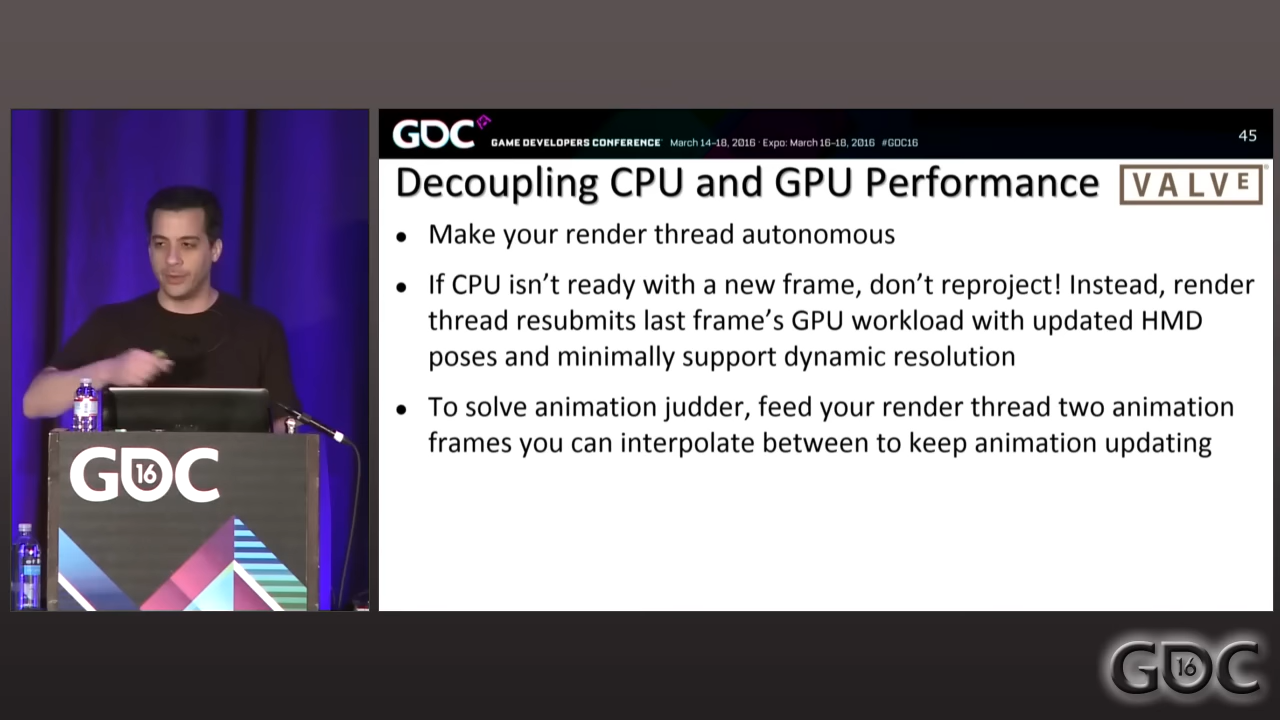 GDC
GAME DEVELOPERS CONFERENCE March 14–18, 2016 · Expo: March 16–18, 2016 #GDC16
45
Decoupling CPU and GPU Performance
VALVE
• Make your render thread autonomous
• If CPU isn’t ready with a new frame, don’t reproject! Instead, render
thread resubmits last frame’s GPU workload with updated HMD
poses and minimally support dynamic resolution
• To solve animation judder, feed your render thread two animation
frames you can interpolate between to keep animation updating
GDC
16
GDC
16